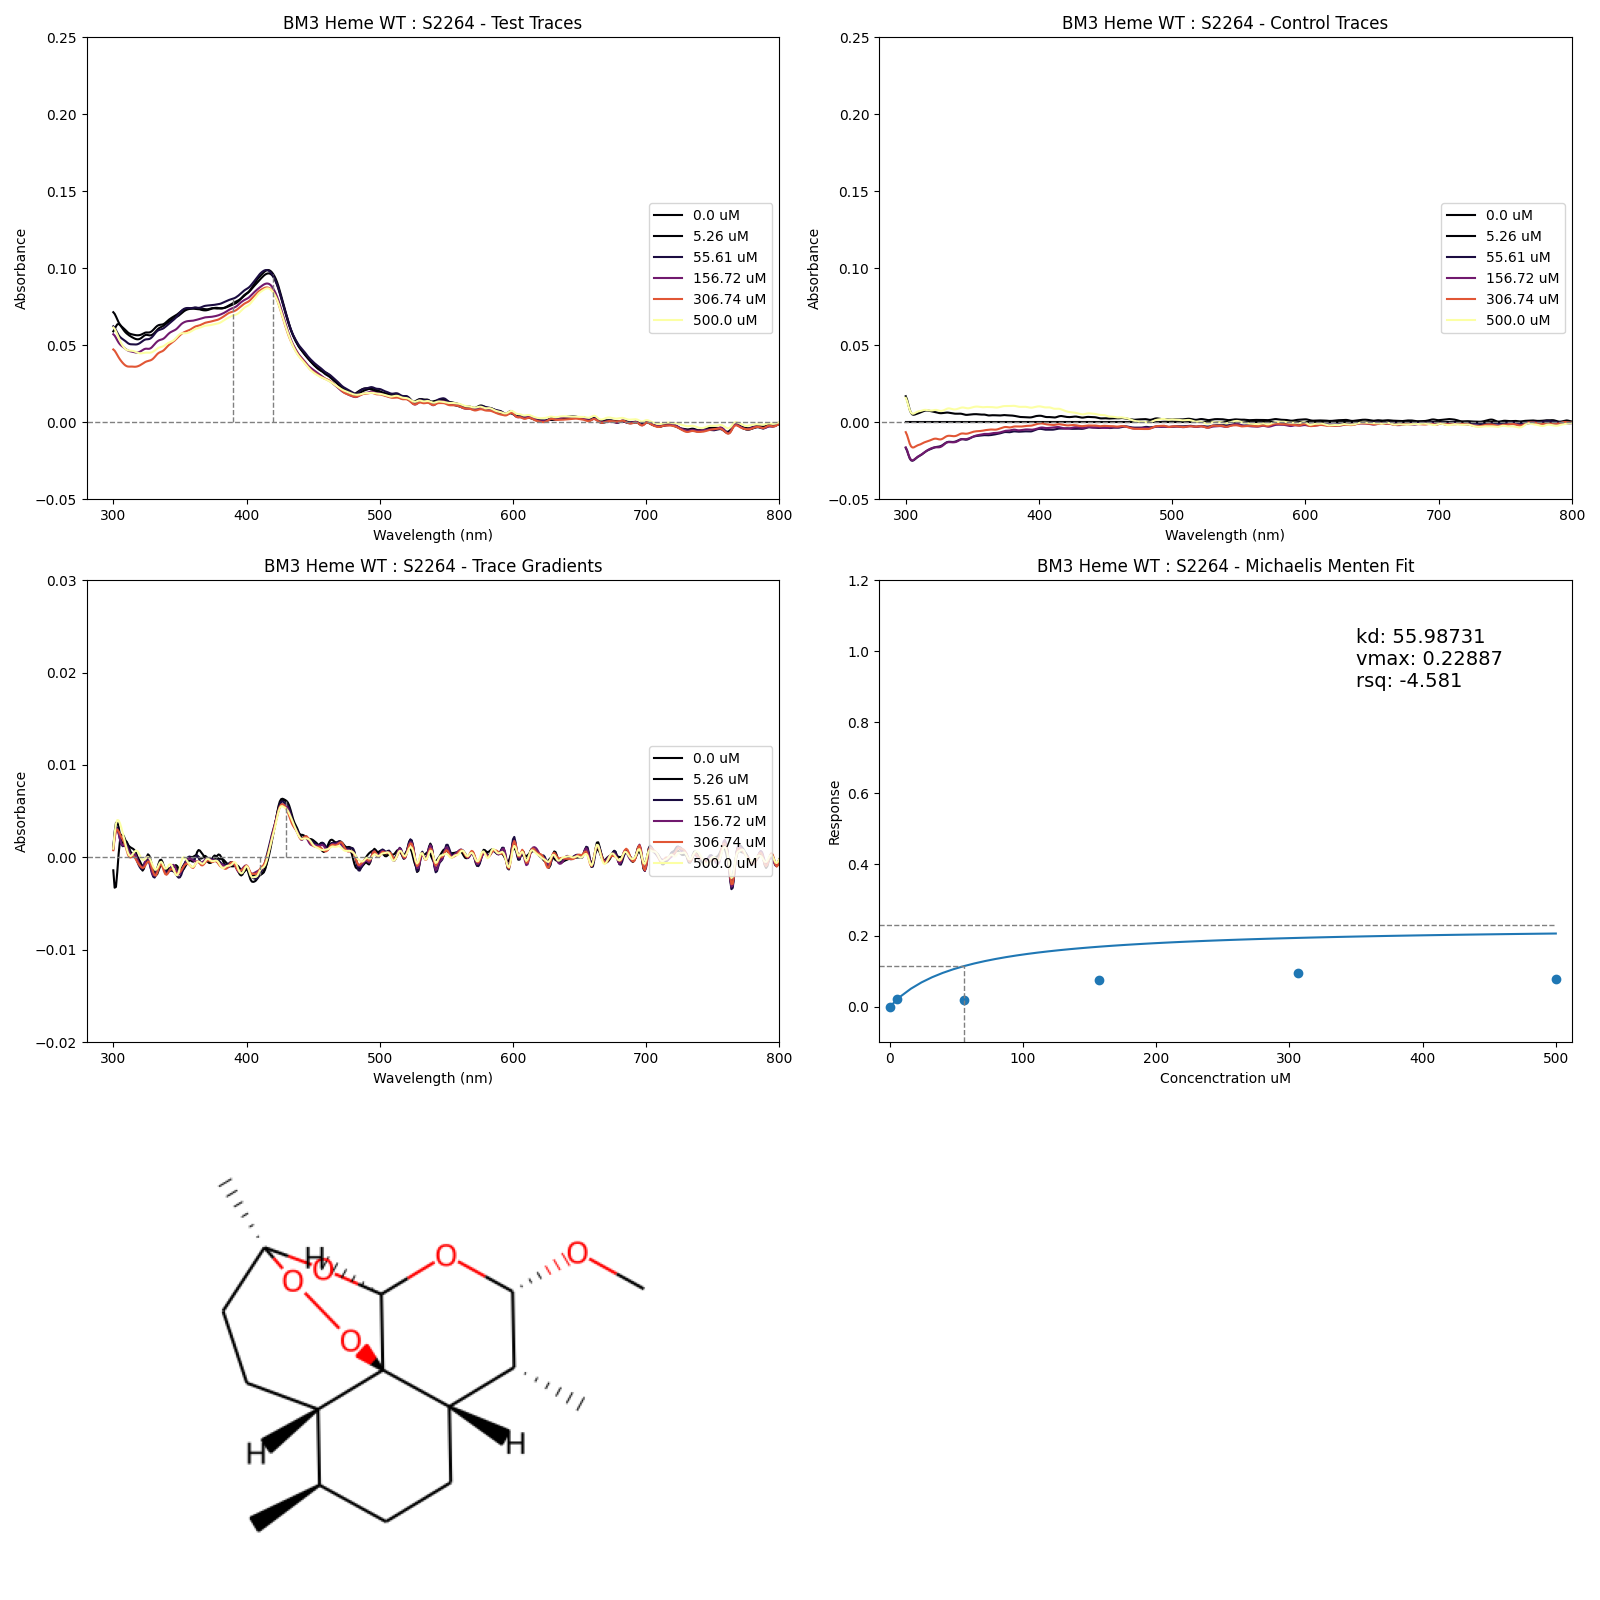 BM3 Heme WT : S2264 - Test Traces
0.25
0.20
0.15
0.10
0.05
0.00
−0.05
Absorbance
300 400 500 600 700 800
Wavelength (nm)
0.0 uM
5.26 uM
55.61 uM
156.72 uM
306.74 uM
500.0 uM
BM3 Heme WT : S2264 - Control Traces
0.25
0.20
0.15
0.10
0.05
0.00
−0.05
Absorbance
300 400 500 600 700 800
Wavelength (nm)
0.0 uM
5.26 uM
55.61 uM
156.72 uM
306.74 uM
500.0 uM
BM3 Heme WT : S2264 - Trace Gradients
0.03
0.02
0.01
0.00
−0.01
−0.02
Absorbance
300 400 500 600 700 800
Wavelength (nm)
0.0 uM
5.26 uM
55.61 uM
156.72 uM
306.74 uM
500.0 uM
BM3 Heme WT : S2264 - Michaelis Menten Fit
1.2
1.0
0.8
0.6
0.4
0.2
0.0
Response
0 100 200 300 400 500
Concenctration uM
kd: 55.98731
vmax: 0.22887
rsq: -4.581
H
O
O
O
O
O
H
H